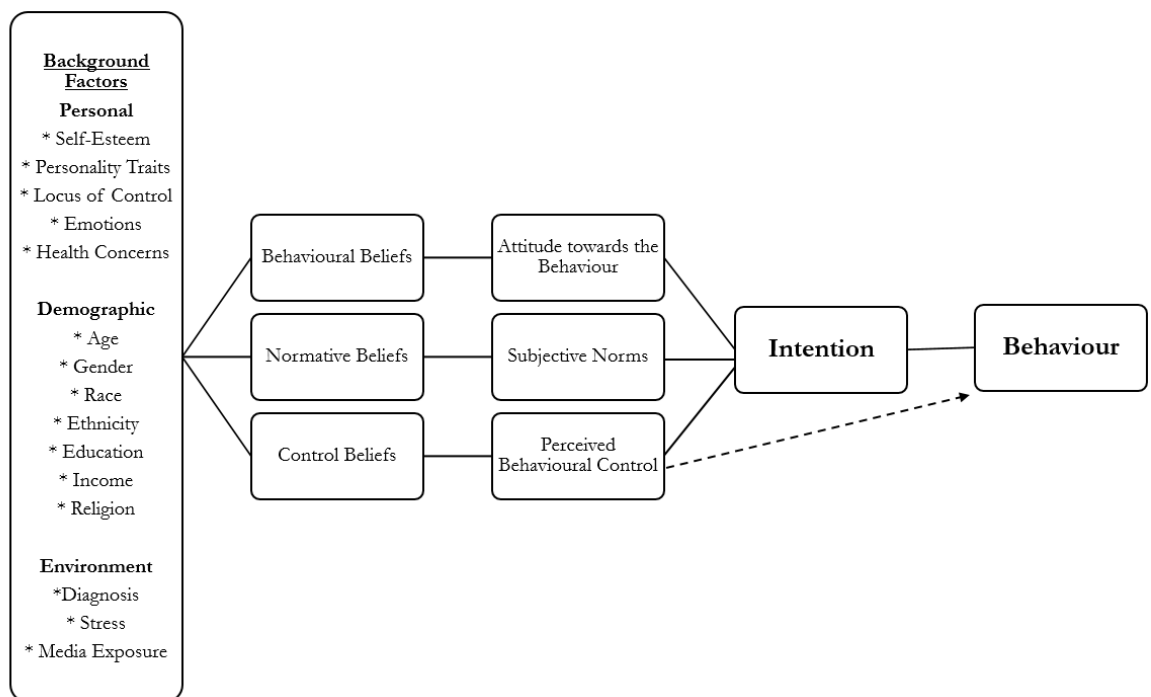 Background
Factors
Personal
* Self-Esteem
* Personality Traits
* Locus of Control
* Emotions
* Health Concerns
Demographic
* Age
* Gender
* Race
* Ethnicity
* Education
* Income
* Religion
Environment
*Diagnosis
* Stress
* Media Exposure
Behavioural Beliefs
Normative Beliefs
Control Beliefs
Attitude towards the
Behaviour
Subjective Norms
Perceived
Behavioural Control
Intention
Behaviour